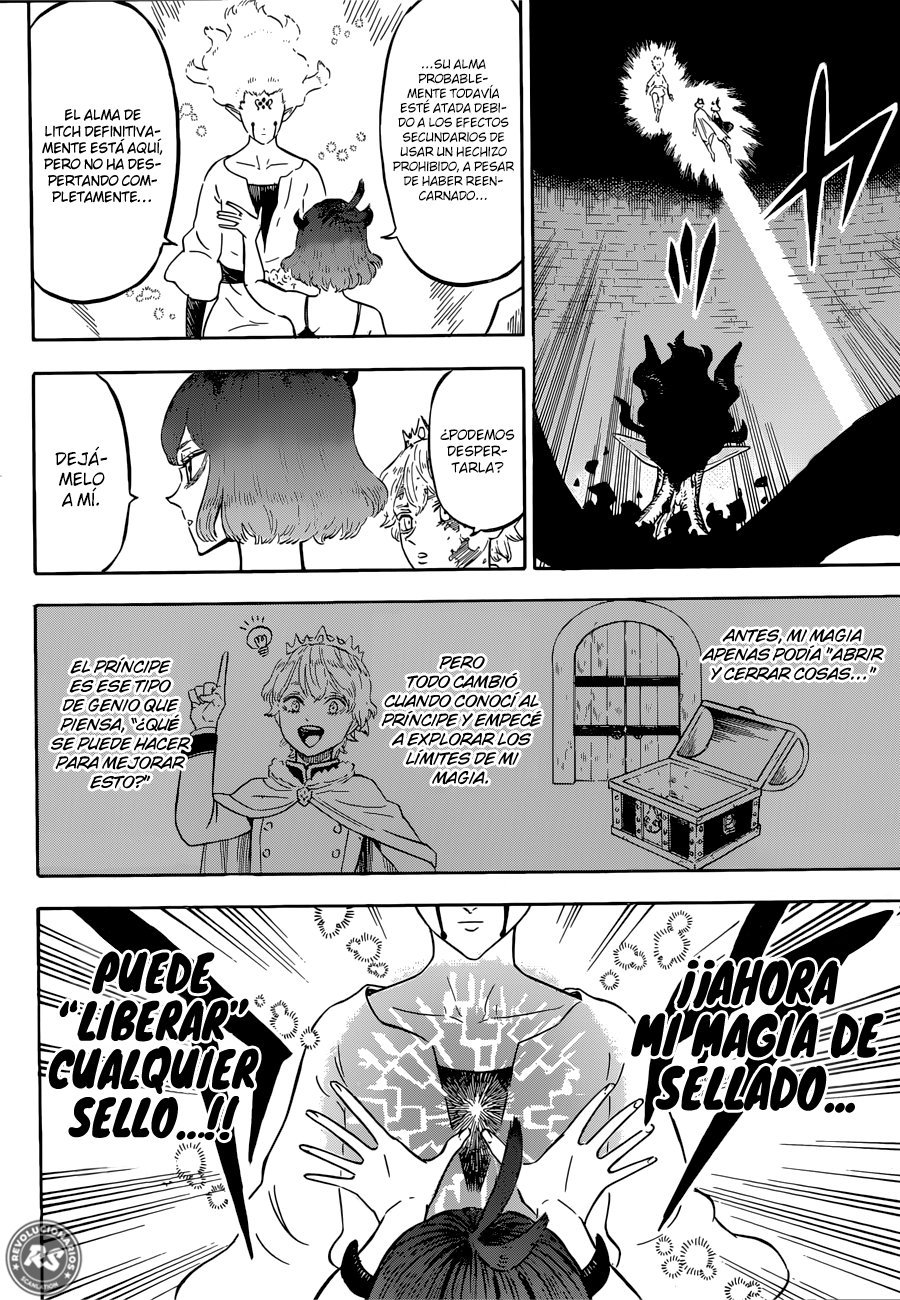 ...SU ALMA
PROBABLE-
MENTE TODAVÍA
ESTÉ ATADA DEBI-
DO A LOS EFECTOS
SECUNDARIOS DE
USAR UN HECHIZO
PROHIBIDO, A PESAR
DE HABER REEN-
CARNADO...
EL ALMA DE
LITCH DEFINITIVA-
MENTE ESTÁ AQUÍ,
PERO NO HA DES-
PERTANDO COM-
PLETAMENTE...
¿PODEMOS
DESPER-
TARLA?
DEJÁ-
MELO
A MÍ.
ANTES, MI MAGIA
APENAS PODÍA "ABRIR
Y CERRAR COSAS..."
PERO
TODO CAMBIÓ
CUANDO CONOCÍ AL
PRÍNCIPE Y EMPECÉ
A EXPLORAR LOS
LÍMITES DE MI
MAGIA.
EL PRÍNCIPE
ES ESE TIPO
DE GENIO QUE
PIENSA, "¿QUÉ
SE PUEDE HACER
PARA MEJORAR
ESTO?"
¡¡AHORA
MI MAGIA DE
SELLADO...
PUEDE
"LIBERAR"
CUALQUIER
SELLO...!!
REVOLUCIONARIOS
RS
SCANLATION